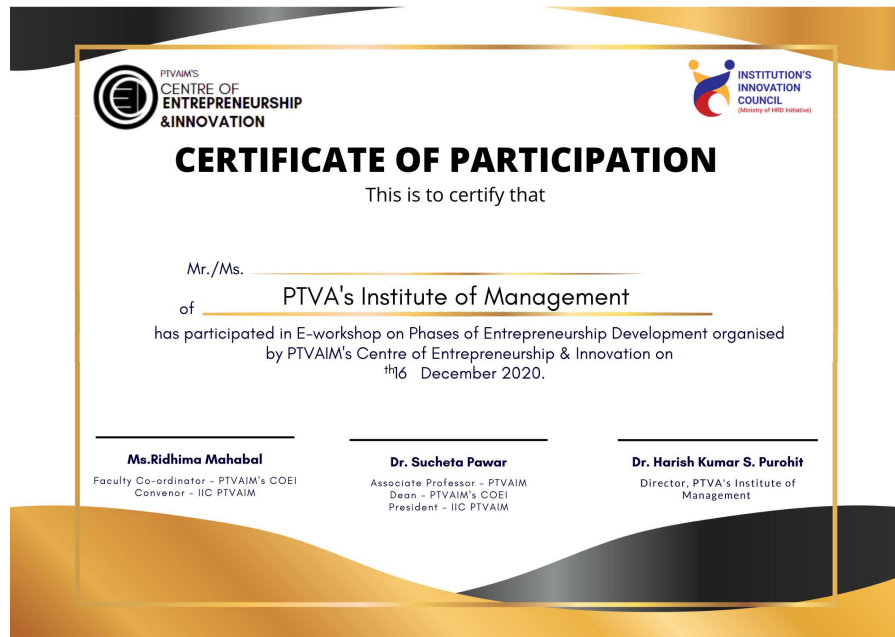 PTVAIM'S
CENTRE OF
ENTREPRENEURSHIP
&INNOVATION
INSTITUTION'S
INNOVATION
COUNCIL
(Ministry of HRD Initiative)
CERTIFICATE OF PARTICIPATION
This is to certify that
Mr./Ms.
of PTVA's Institute of Management
has participated in E-workshop on Phases of Entrepreneurship Development organised
by PTVAIM's Centre of Entrepreneurship & Innovation on
th16 December 2020.
Ms.Ridhima Mahabal
Faculty Co-ordinator - PTVAIM's COEI
Convenor - IIC PTVAIM
Dr. Sucheta Pawar
Associate Professor - PTVAIM
Dean - PTVAIM's COEI
President - IIC PTVAIM
Dr. Harish Kumar S. Purohit
Director, PTVA's Institute of
Management